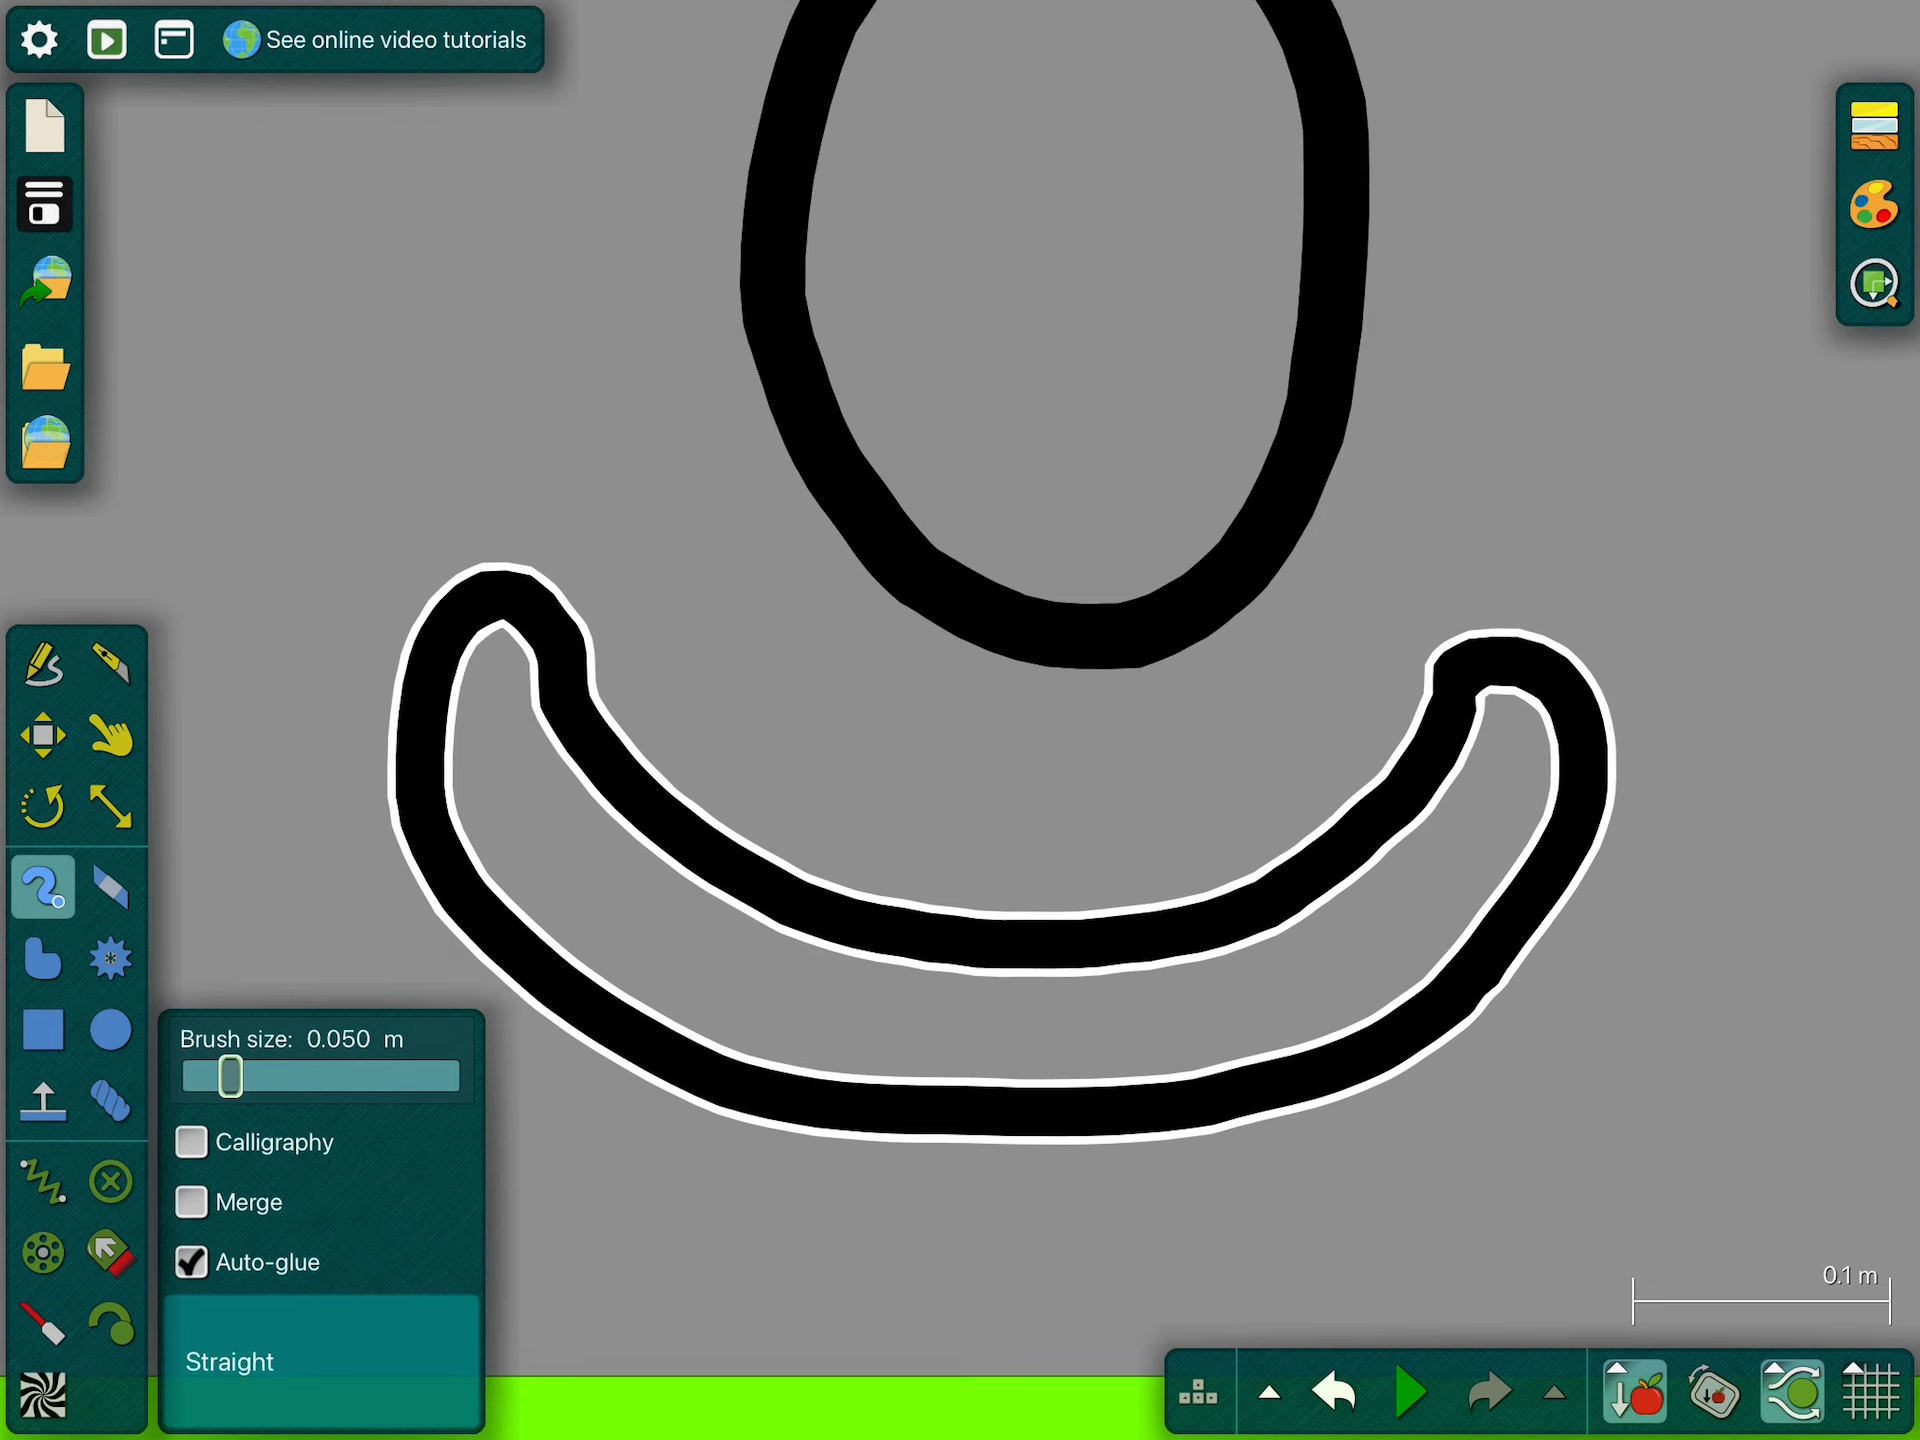 See online video tutorials
Brush size: 0.050 m
Calligraphy
Merge
Auto-glue
Straight
0.1 m